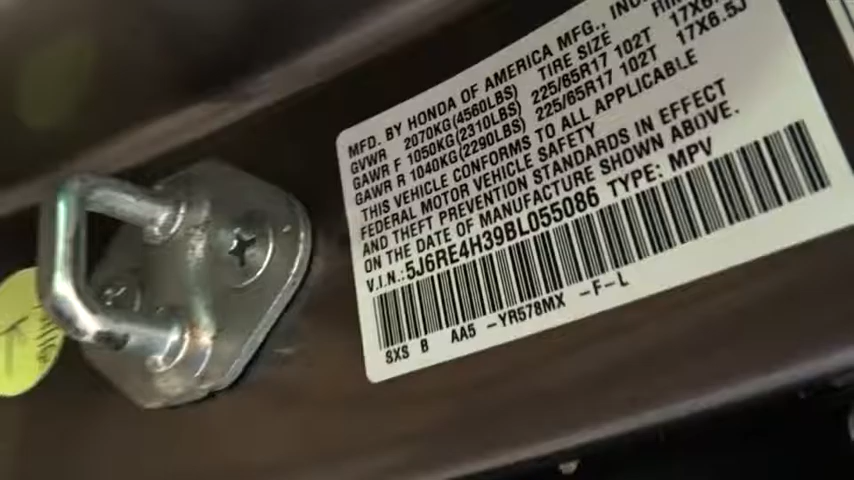 MFD. BY HONDA OF AMERICA MFG., INC.
TIRE SIZE
GVWR 2070KG(4560LBS) 225/65R17 102T 17X6.5J
GAWR F 1050KG(2310 LBS) 225/65R17 102T 17X6.5J
GAWR R 1040KG(2290LBS)
THIS VEHICLE CONFORMS TO ALL APPLICABLE
FEDERAL MOTOR VEHICLE SAFETY
AND THEFT PREVENTION STANDARDS IN EFFECT
ON THE DATE OF MANUFACTURE SHOWN ABOVE.
V.I.N.: 5J6RE4H39BL055086 TYPE: MPV
SXS B AA5 -YR578MX -F-L